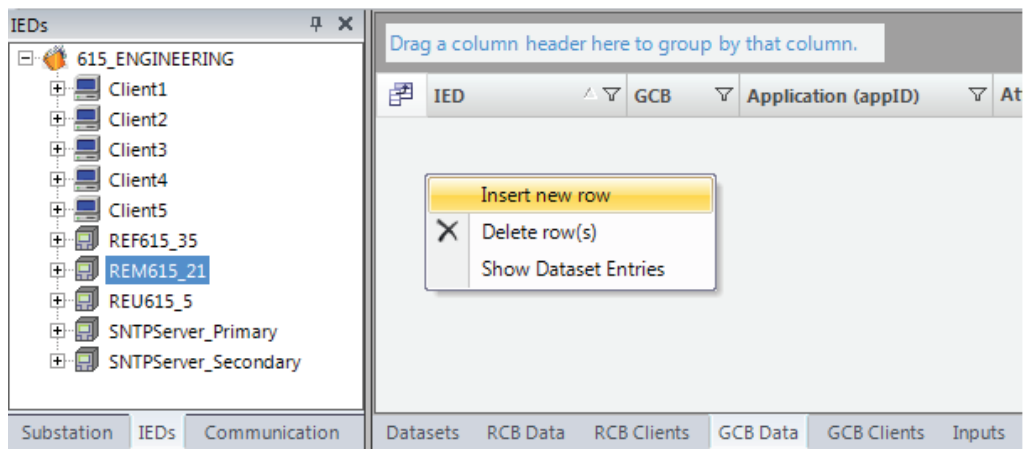 IEDs
615_ENGINEERING
Client1
Client2
Client3
Client4
Client5
REF615_35
REM615_21
REU615_5
SNTPServer_Primary
SNTPServer_Secondary
Substation IEDs Communication
Drag a column header here to group by that column.
IED GCB Application (appID) At
Insert new row
Delete row(s)
Show Dataset Entries
Datasets RCB Data RCB Clients GCB Data GCB Clients Inputs